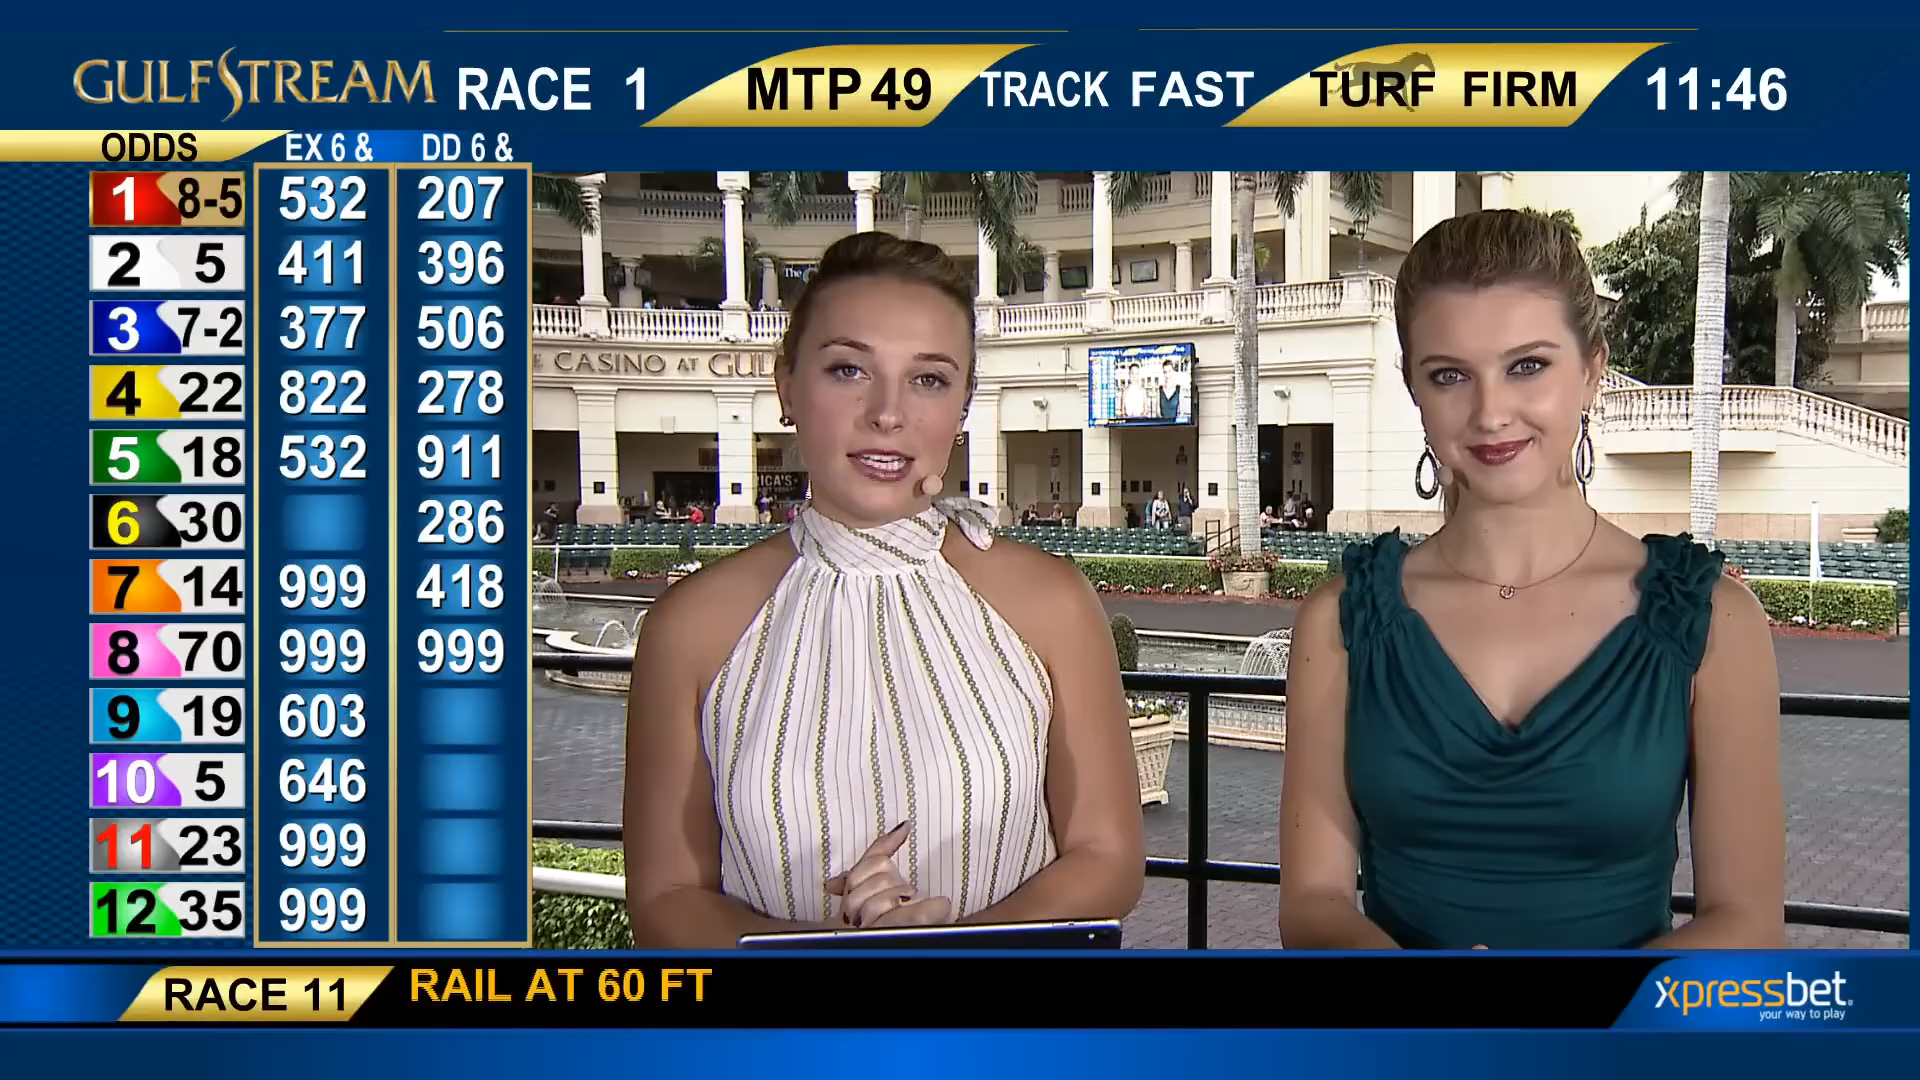 GULFSTREAM RACE 1 MTP 49 TRACK FAST TURF FIRM 11:46
ODDS EX 6 & DD 6 &
1 8-5 532 207
2 5 411 396
3 7-2 377 506
4 22 822 278
5 18 532 911
6 30 286
7 14 999 418
8 70 999 999
9 19 603
10 5 646
11 23 999
12 35 999
The
CASINO AT GUL
RICA'S
RACE 11 RAIL AT 60 FT
xpressbet.
your way to play